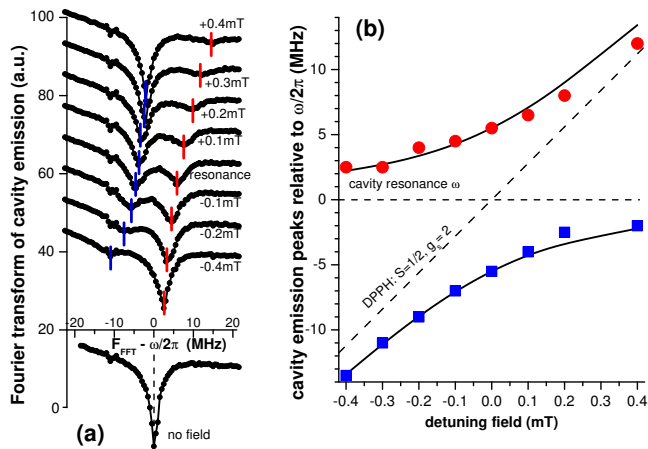 (b)
Fourier transform of cavity emission (a.u.)
100
80
60
40
20
0
+0.4mT
+0.3mT
+0.2mT
+0.1mT
resonance
-0.1mT
-0.2mT
-0.4mT
-20 -10 0 10 20
F_FFT - ω/2π (MHz)
no field
(a)
cavity emission peaks relative to ω/2π (MHz)
10
5
0
-5
-10
cavity resonance ω
DPPH: S=1/2, g_s = 2
-0.4 -0.3 -0.2 -0.1 0.0 0.1 0.2 0.3 0.4
detuning field (mT)